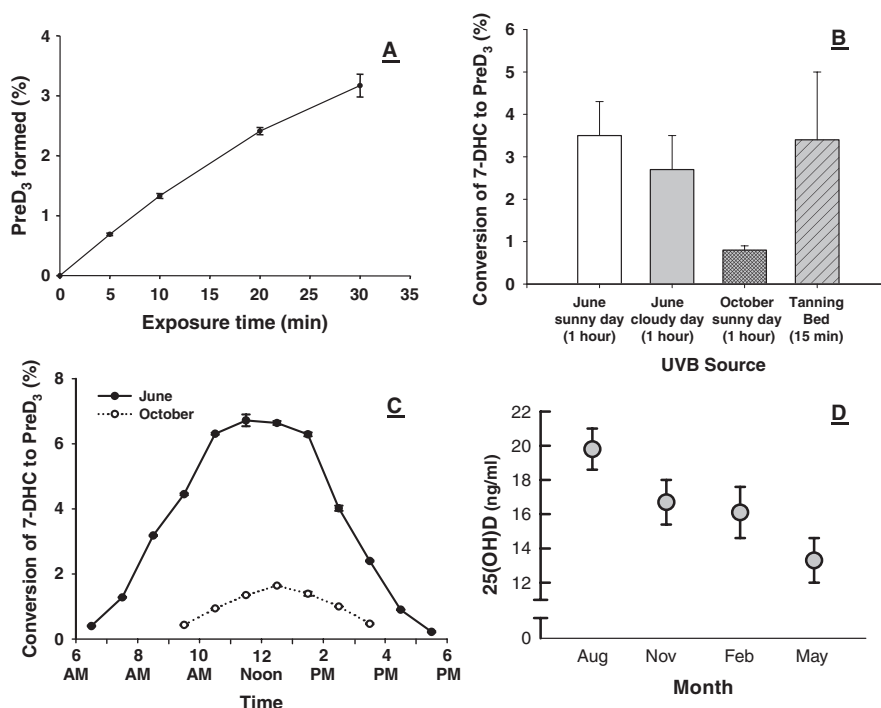 A
PreD3 formed (%)
4
3
2
1
0
0 5 10 15 20 25 30 35
Exposure time (min)
B
Conversion of 7-DHC to PreD3 (%)
6
5
4
3
2
1
0
June June October Tanning
sunny day cloudy day sunny day Bed
(1 hour) (1 hour) (1 hour) (15 min)
UVB Source
C
Conversion of 7-DHC to PreD3 (%)
June
October
8
6
4
2
0
6 8 10 12 2 4 6
AM AM AM Noon PM PM PM
Time
D
25(OH)D (ng/ml)
22
20
18
16
14
12
0
Aug Nov Feb May
Month